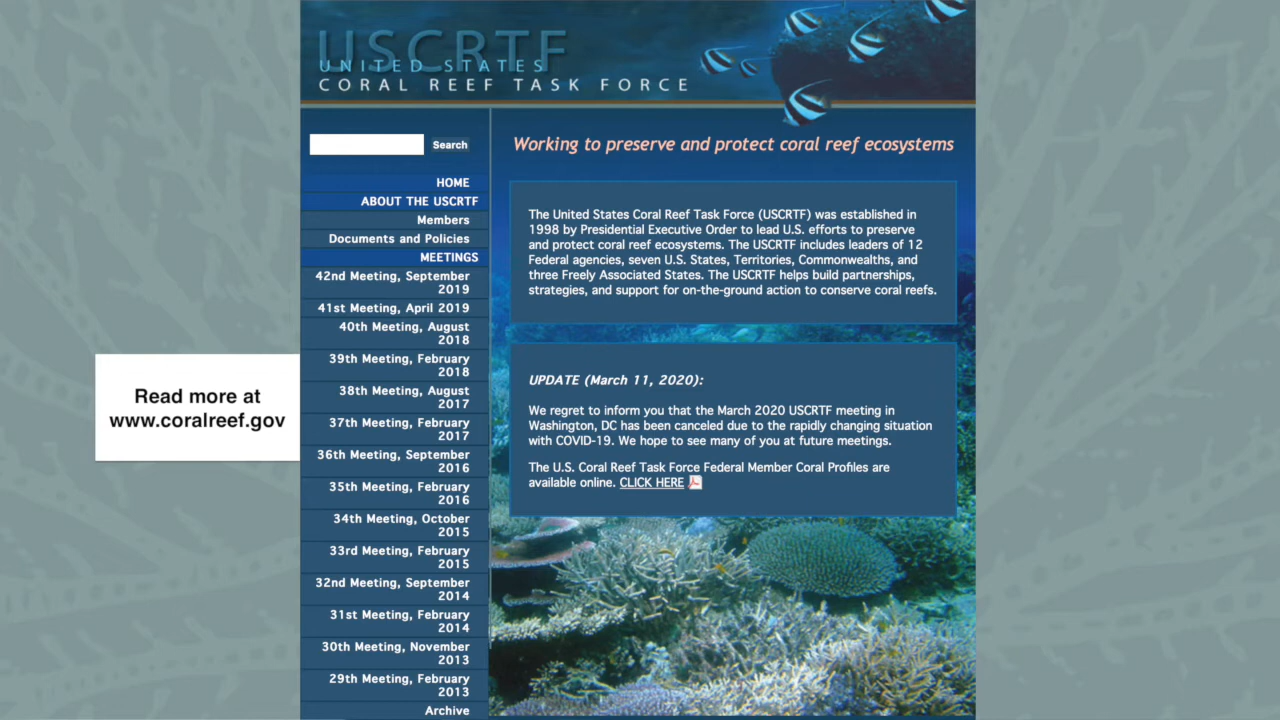 USCRTF
UNITED STATES
CORAL REEF TASK FORCE
Search
HOME
ABOUT THE USCRTF
Members
Documents and Policies
MEETINGS
42nd Meeting, September
2019
41st Meeting, April 2019
40th Meeting, August
2018
39th Meeting, February
2018
38th Meeting, August
2017
37th Meeting, February
2017
36th Meeting, September
2016
35th Meeting, February
2016
34th Meeting, October
2015
33rd Meeting, February
2015
32nd Meeting, September
2014
31st Meeting, February
2014
30th Meeting, November
2013
29th Meeting, February
2013
Archive
Working to preserve and protect coral reef ecosystems
The United States Coral Reef Task Force (USCRTF) was established in
1998 by Presidential Executive Order to lead U.S. efforts to preserve
and protect coral reef ecosystems. The USCRTF includes leaders of 12
Federal agencies, seven U.S. States, Territories, Commonwealths, and
three Freely Associated States. The USCRTF helps build partnerships,
strategies, and support for on-the-ground action to conserve coral reefs.
UPDATE (March 11, 2020):
We regret to inform you that the March 2020 USCRTF meeting in
Washington, DC has been canceled due to the rapidly changing situation
with COVID-19. We hope to see many of you at future meetings.
The U.S. Coral Reef Task Force Federal Member Coral Profiles are
available online. CLICK HERE
Read more at
www.coralreef.gov